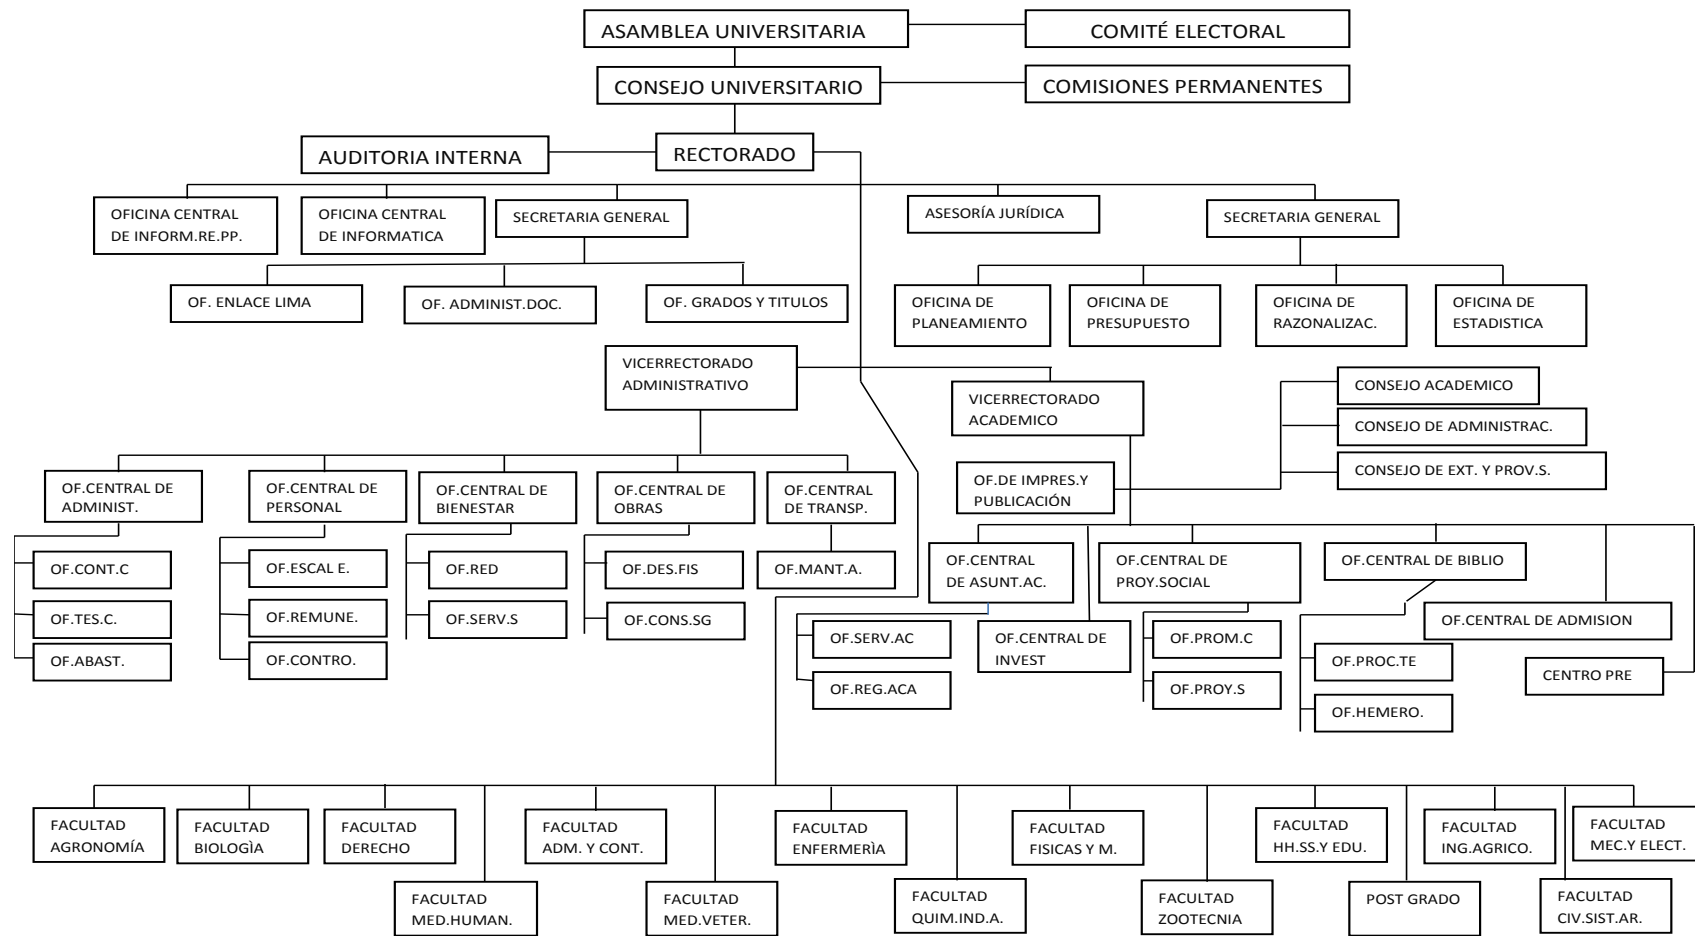 ASAMBLEA UNIVERSITARIA
COMITÉ ELECTORAL
CONSEJO UNIVERSITARIO
COMISIONES PERMANENTES
AUDITORIA INTERNA
RECTORADO
OFICINA CENTRAL
DE INFORM.RE.PP.
OFICINA CENTRAL
DE INFORMATICA
SECRETARIA GENERAL
ASESORÍA JURÍDICA
SECRETARIA GENERAL
OF. ENLACE LIMA
OF. ADMINIST.DOC.
OF. GRADOS Y TITULOS
OFICINA DE
PLANEAMIENTO
OFICINA DE
PRESUPUESTO
OFICINA DE
RAZONALIZAC.
OFICINA DE
ESTADISTICA
VICERRECTORADO
ADMINISTRATIVO
VICERRECTORADO
ACADEMICO
CONSEJO ACADEMICO
CONSEJO DE ADMINISTRAC.
CONSEJO DE EXT. Y PROV.S.
OF.DE IMPRES.Y
PUBLICACIÓN
OF.CENTRAL DE
ADMINIST.
OF.CENTRAL DE
PERSONAL
OF.CENTRAL DE
BIENESTAR
OF.CENTRAL DE
OBRAS
OF.CENTRAL
DE TRANSP.
OF.CONT.C
OF.TES.C.
OF.ABAST.
OF.ESCAL E.
OF.REMUNE.
OF.CONTRO.
OF.RED
OF.SERV.S
OF.DES.FIS
OF.CONS.SG
OF.MANT.A.
OF.CENTRAL
DE ASUNT.AC.
OF.CENTRAL DE
PROY.SOCIAL
OF.CENTRAL DE BIBLIO
OF.CENTRAL DE ADMISION
OF.SERV.AC
OF.REG.ACA
OF.CENTRAL DE
INVEST
OF.PROM.C
OF.PROY.S
OF.PROC.TE
OF.HEMERO.
CENTRO PRE
FACULTAD
AGRONOMÍA
FACULTAD
BIOLOGÌA
FACULTAD
DERECHO
FACULTAD
ADM. Y CONT.
FACULTAD
ENFERMERÌA
FACULTAD
FISICAS Y M.
FACULTAD
HH.SS.Y EDU.
FACULTAD
ING.AGRICO.
FACULTAD
MEC.Y ELECT.
FACULTAD
MED.HUMAN.
FACULTAD
MED.VETER.
FACULTAD
QUIM.IND.A.
FACULTAD
ZOOTECNIA
POST GRADO
FACULTAD
CIV.SIST.AR.